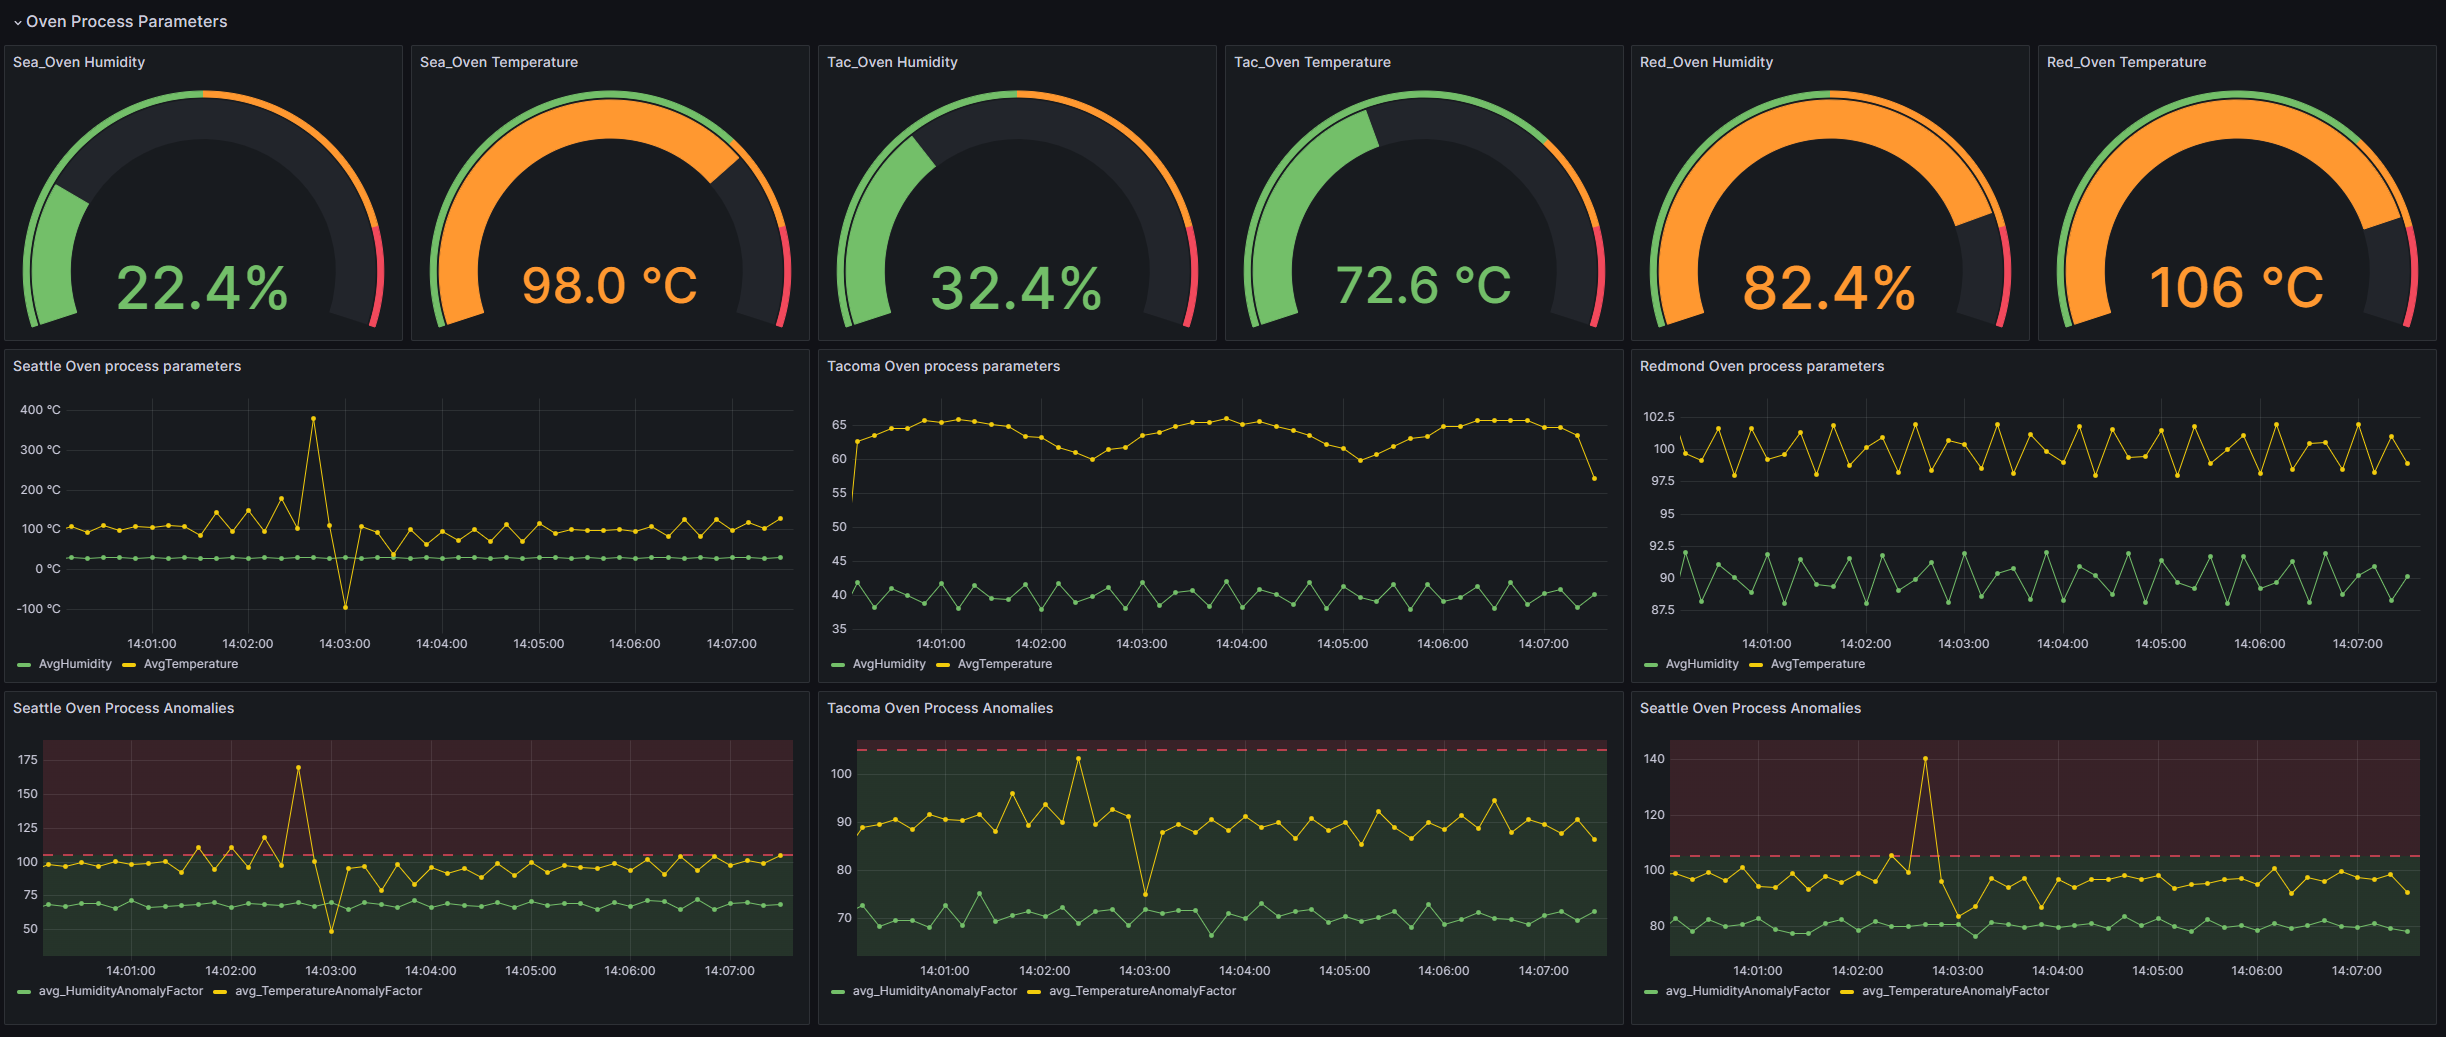 Oven Process Parameters
Sea_Oven Humidity
22.4%
Sea_Oven Temperature
98.0 °C
Tac_Oven Humidity
32.4%
Tac_Oven Temperature
72.6 °C
Red_Oven Humidity
82.4%
Red_Oven Temperature
106 °C
Seattle Oven process parameters
400 °C
300 °C
200 °C
100 °C
0 °C
-100 °C
14:01:00 14:02:00 14:03:00 14:04:00 14:05:00 14:06:00 14:07:00
AvgHumidity AvgTemperature
Tacoma Oven process parameters
65
60
55
50
45
40
35
14:01:00 14:02:00 14:03:00 14:04:00 14:05:00 14:06:00 14:07:00
AvgHumidity AvgTemperature
Redmond Oven process parameters
102.5
100
97.5
95
92.5
90
87.5
14:01:00 14:02:00 14:03:00 14:04:00 14:05:00 14:06:00 14:07:00
AvgHumidity AvgTemperature
Seattle Oven Process Anomalies
175
150
125
100
75
50
14:01:00 14:02:00 14:03:00 14:04:00 14:05:00 14:06:00 14:07:00
avg_HumidityAnomalyFactor avg_TemperatureAnomalyFactor
Tacoma Oven Process Anomalies
100
90
80
70
14:01:00 14:02:00 14:03:00 14:04:00 14:05:00 14:06:00 14:07:00
avg_HumidityAnomalyFactor avg_TemperatureAnomalyFactor
Seattle Oven Process Anomalies
140
120
100
80
14:01:00 14:02:00 14:03:00 14:04:00 14:05:00 14:06:00 14:07:00
avg_HumidityAnomalyFactor avg_TemperatureAnomalyFactor